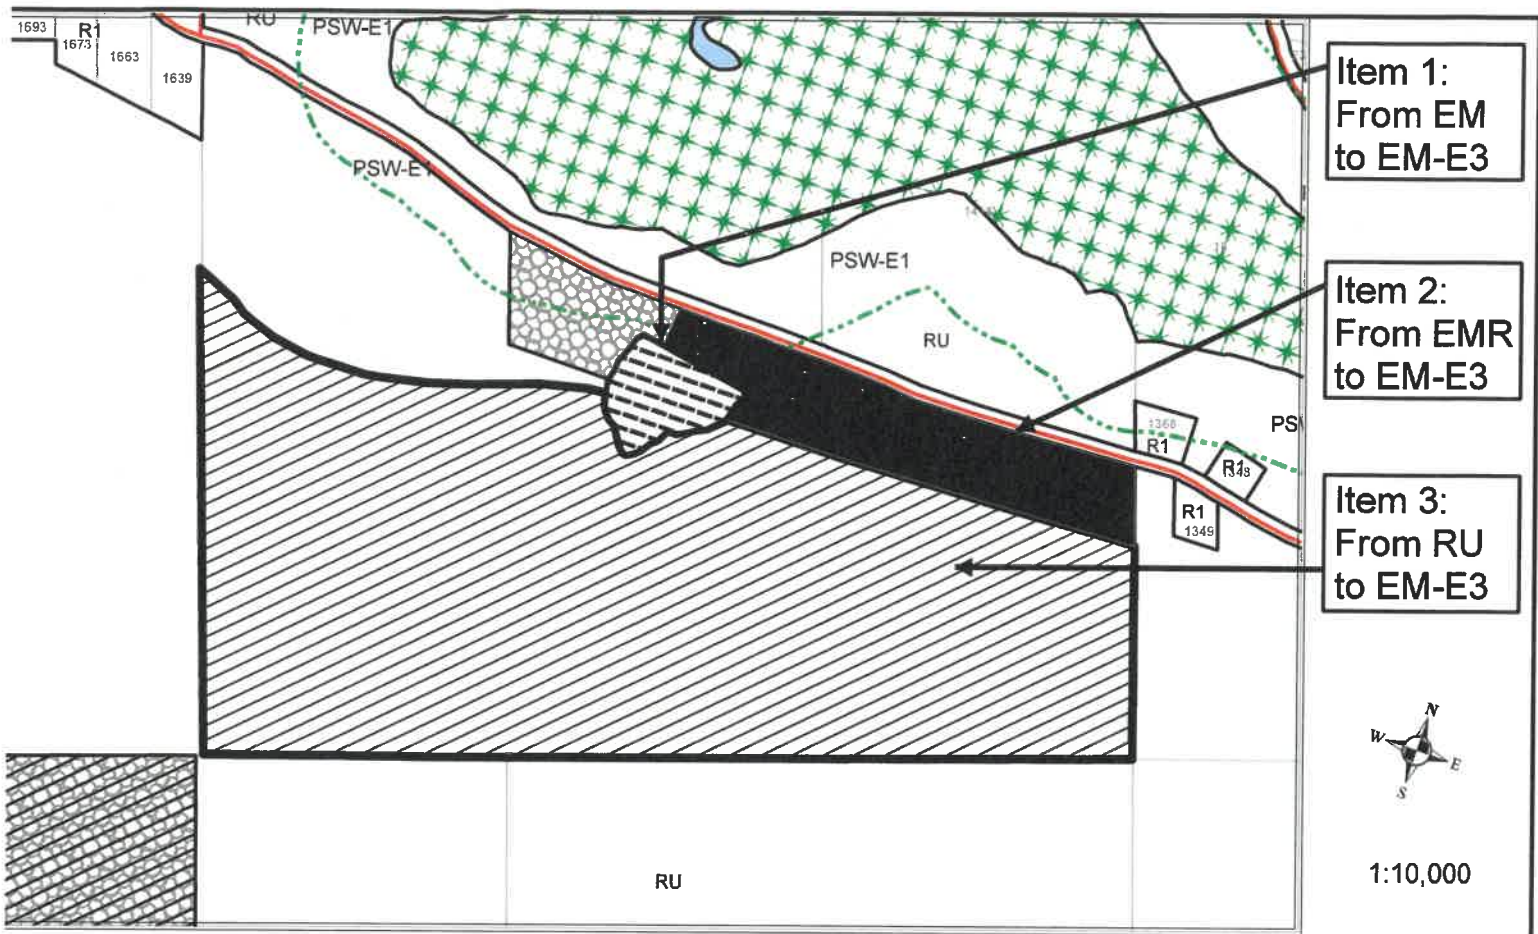 1693
R1
1673
1663
1639
RU
PSW-E1
PSW-E1
PSW-E1
RU
1366
R1
R1
1343
R1
1349
RU
Item 1:
From EM
to EM-E3
Item 2:
From EMR
to EM-E3
Item 3:
From RU
to EM-E3
N
W
E
S
1:10,000